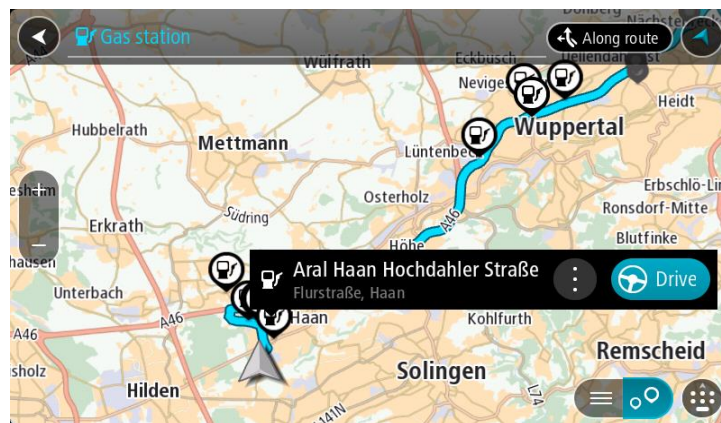 Gas station
Along route
Wülfrath
Eckbusch
Neviges
Heidt
Hubbelrath
Mettmann
Wuppertal
Lüntenbeck
Osterholz
Erbschlö-Li
Ronsdorf-Mitte
Südring
A46
Erkrath
Blutfinke
Höhe
Aral Haan Hochdahler Straße
Flurstraße, Haan
Drive
Unterbach
A46
Haan
Kohlfurth
A46
Remscheid
Solingen
Hilden
L74